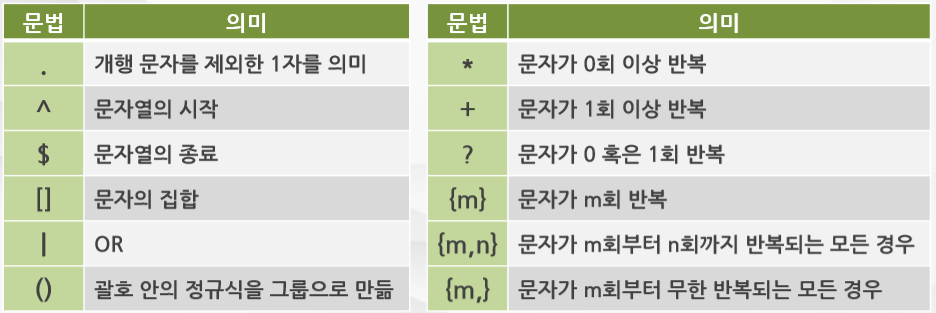 문법 의미
. 개행 문자를 제외한 1자를 의미
^ 문자열의 시작
$ 문자열의 종료
[] 문자의 집합
| OR
() 괄호 안의 정규식을 그룹으로 만듦
문법 의미
* 문자가 0회 이상 반복
+ 문자가 1회 이상 반복
? 문자가 0 혹은 1회 반복
{m} 문자가 m회 반복
{m,n} 문자가 m회부터 n회까지 반복되는 모든 경우
{m,} 문자가 m회부터 무한 반복되는 모든 경우